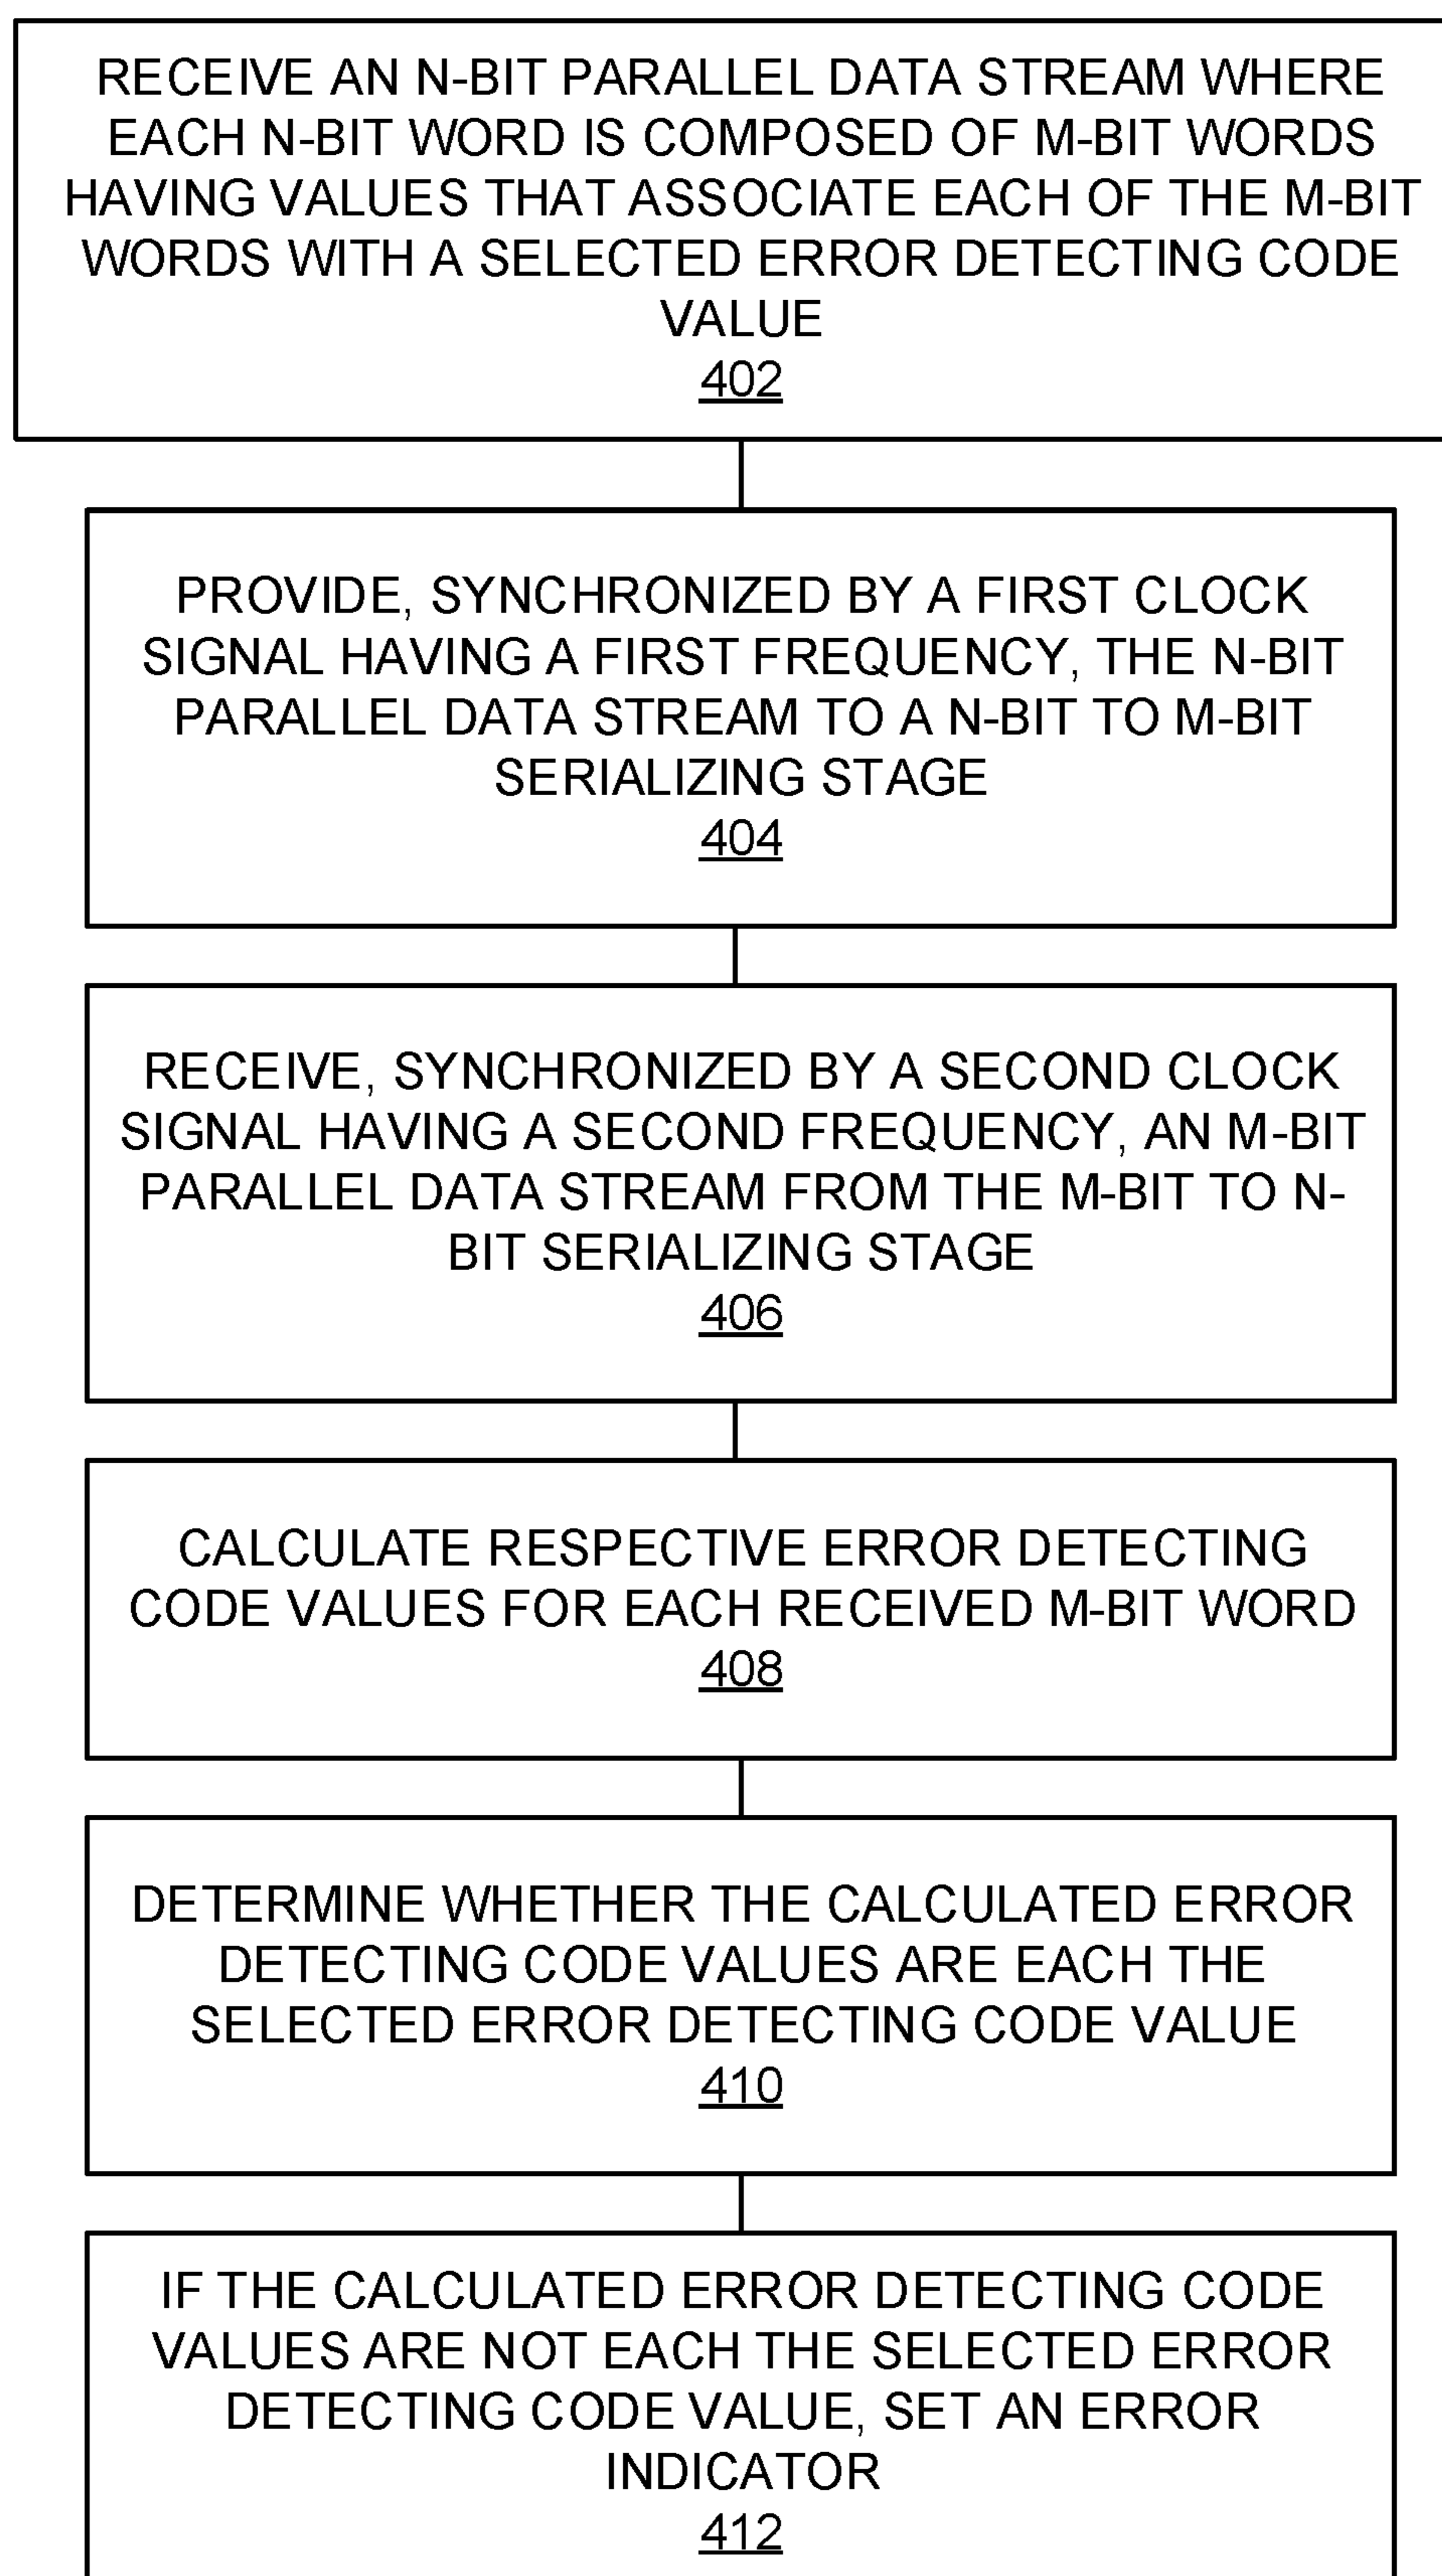 RECEIVE AN N-BIT PARALLEL DATA STREAM WHERE
EACH N-BIT WORD IS COMPOSED OF M-BIT WORDS
HAVING VALUES THAT ASSOCIATE EACH OF THE M-BIT
WORDS WITH A SELECTED ERROR DETECTING CODE
VALUE
402
PROVIDE, SYNCHRONIZED BY A FIRST CLOCK
SIGNAL HAVING A FIRST FREQUENCY, THE N-BIT
PARALLEL DATA STREAM TO A N-BIT TO M-BIT
SERIALIZING STAGE
404
RECEIVE, SYNCHRONIZED BY A SECOND CLOCK
SIGNAL HAVING A SECOND FREQUENCY, AN M-BIT
PARALLEL DATA STREAM FROM THE M-BIT TO N-
BIT SERIALIZING STAGE
406
CALCULATE RESPECTIVE ERROR DETECTING
CODE VALUES FOR EACH RECEIVED M-BIT WORD
408
DETERMINE WHETHER THE CALCULATED ERROR
DETECTING CODE VALUES ARE EACH THE
SELECTED ERROR DETECTING CODE VALUE
410
IF THE CALCULATED ERROR DETECTING CODE
VALUES ARE NOT EACH THE SELECTED ERROR
DETECTING CODE VALUE, SET AN ERROR
INDICATOR
412